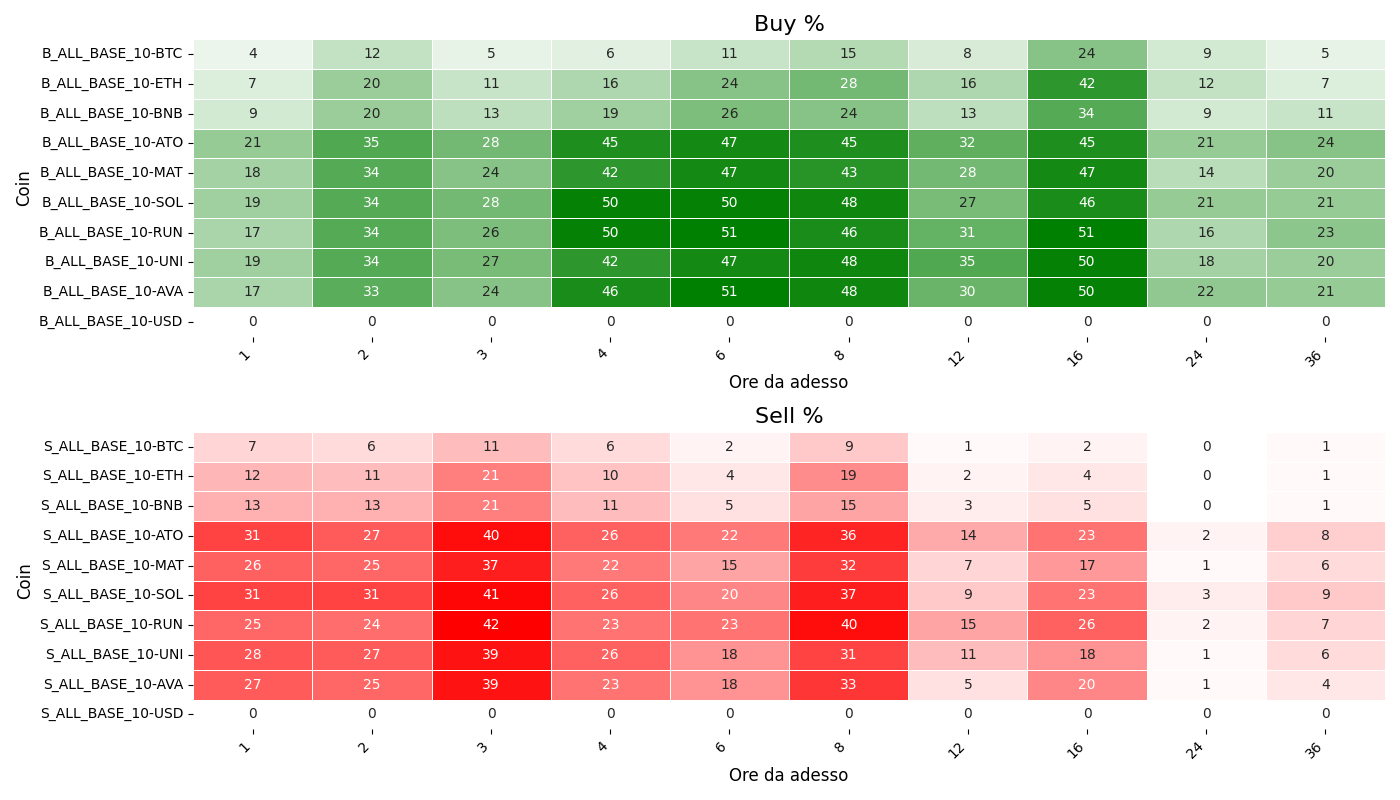 Buy %
Coin
B_ALL_BASE_10-BTC 4 12 5 6 11 15 8 24 9 5
B_ALL_BASE_10-ETH 7 20 11 16 24 28 16 42 12 7
B_ALL_BASE_10-BNB 9 20 13 19 26 24 13 34 9 11
B_ALL_BASE_10-ATO 21 35 28 45 47 45 32 45 21 24
B_ALL_BASE_10-MAT 18 34 24 42 47 43 28 47 14 20
B_ALL_BASE_10-SOL 19 34 28 50 50 48 27 46 21 21
B_ALL_BASE_10-RUN 17 34 26 50 51 46 31 51 16 23
B_ALL_BASE_10-UNI 19 34 27 42 47 48 35 50 18 20
B_ALL_BASE_10-AVA 17 33 24 46 51 48 30 50 22 21
B_ALL_BASE_10-USD 0 0 0 0 0 0 0 0 0 0
1 2 3 4 6 8 12 16 24 36
Ore da adesso
Sell %
Coin
S_ALL_BASE_10-BTC 7 6 11 6 2 9 1 2 0 1
S_ALL_BASE_10-ETH 12 11 21 10 4 19 2 4 0 1
S_ALL_BASE_10-BNB 13 13 21 11 5 15 3 5 0 1
S_ALL_BASE_10-ATO 31 27 40 26 22 36 14 23 2 8
S_ALL_BASE_10-MAT 26 25 37 22 15 32 7 17 1 6
S_ALL_BASE_10-SOL 31 31 41 26 20 37 9 23 3 9
S_ALL_BASE_10-RUN 25 24 42 23 23 40 15 26 2 7
S_ALL_BASE_10-UNI 28 27 39 26 18 31 11 18 1 6
S_ALL_BASE_10-AVA 27 25 39 23 18 33 5 20 1 4
S_ALL_BASE_10-USD 0 0 0 0 0 0 0 0 0 0
1 2 3 4 6 8 12 16 24 36
Ore da adesso